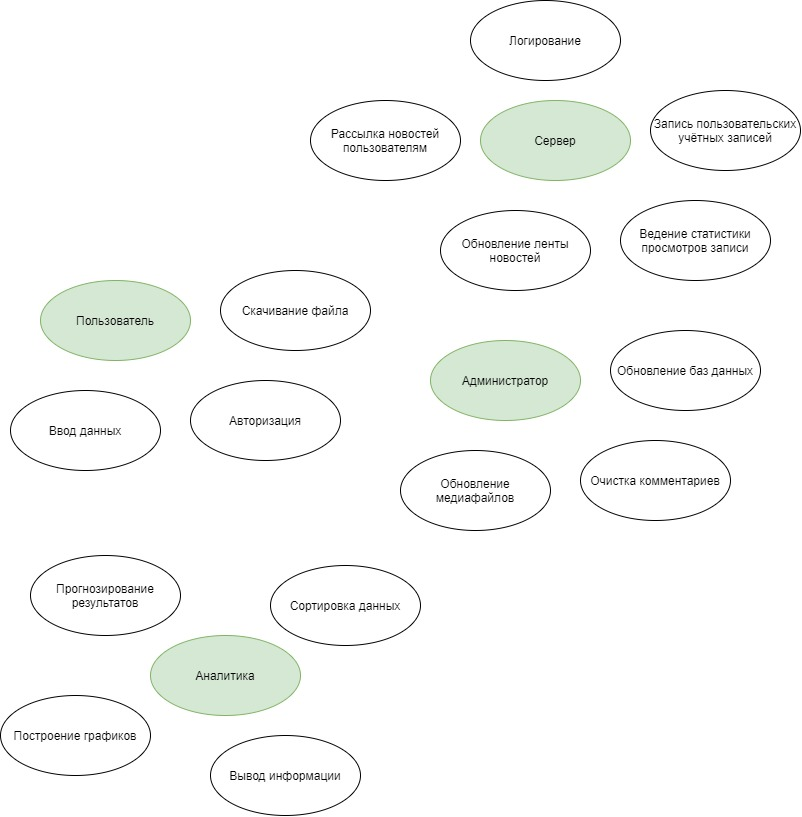 Логирование
Рассылка новостей
пользователям
Сервер
Запись пользовательских
учётных записей
Обновление ленты
новостей
Ведение статистики
просмотров записи
Пользователь
Скачивание файла
Ввод данных
Авторизация
Администратор
Обновление баз данных
Обновление
медиафайлов
Очистка комментариев
Прогнозирование
результатов
Сортировка данных
Аналитика
Построение графиков
Вывод информации